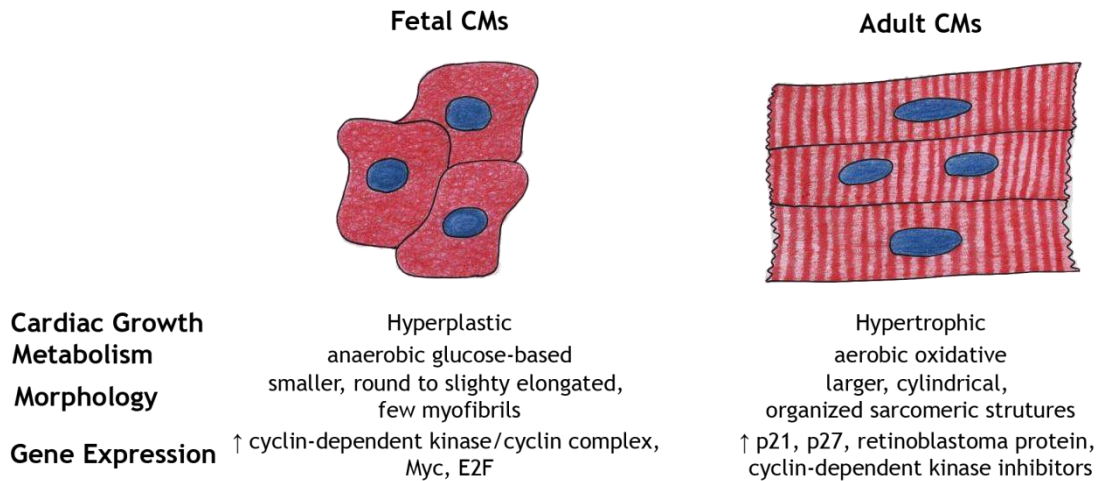 Fetal CMs
Adult CMs
Cardiac Growth
Hyperplastic
Hypertrophic
Metabolism
anaerobic glucose-based
aerobic oxidative
Morphology
smaller, round to slighty elongated,
few myofibrils
larger, cylindrical,
organized sarcomeric strutures
Gene Expression
↑ cyclin-dependent kinase/cyclin complex,
Myc, E2F
↑ p21, p27, retinoblastoma protein,
cyclin-dependent kinase inhibitors